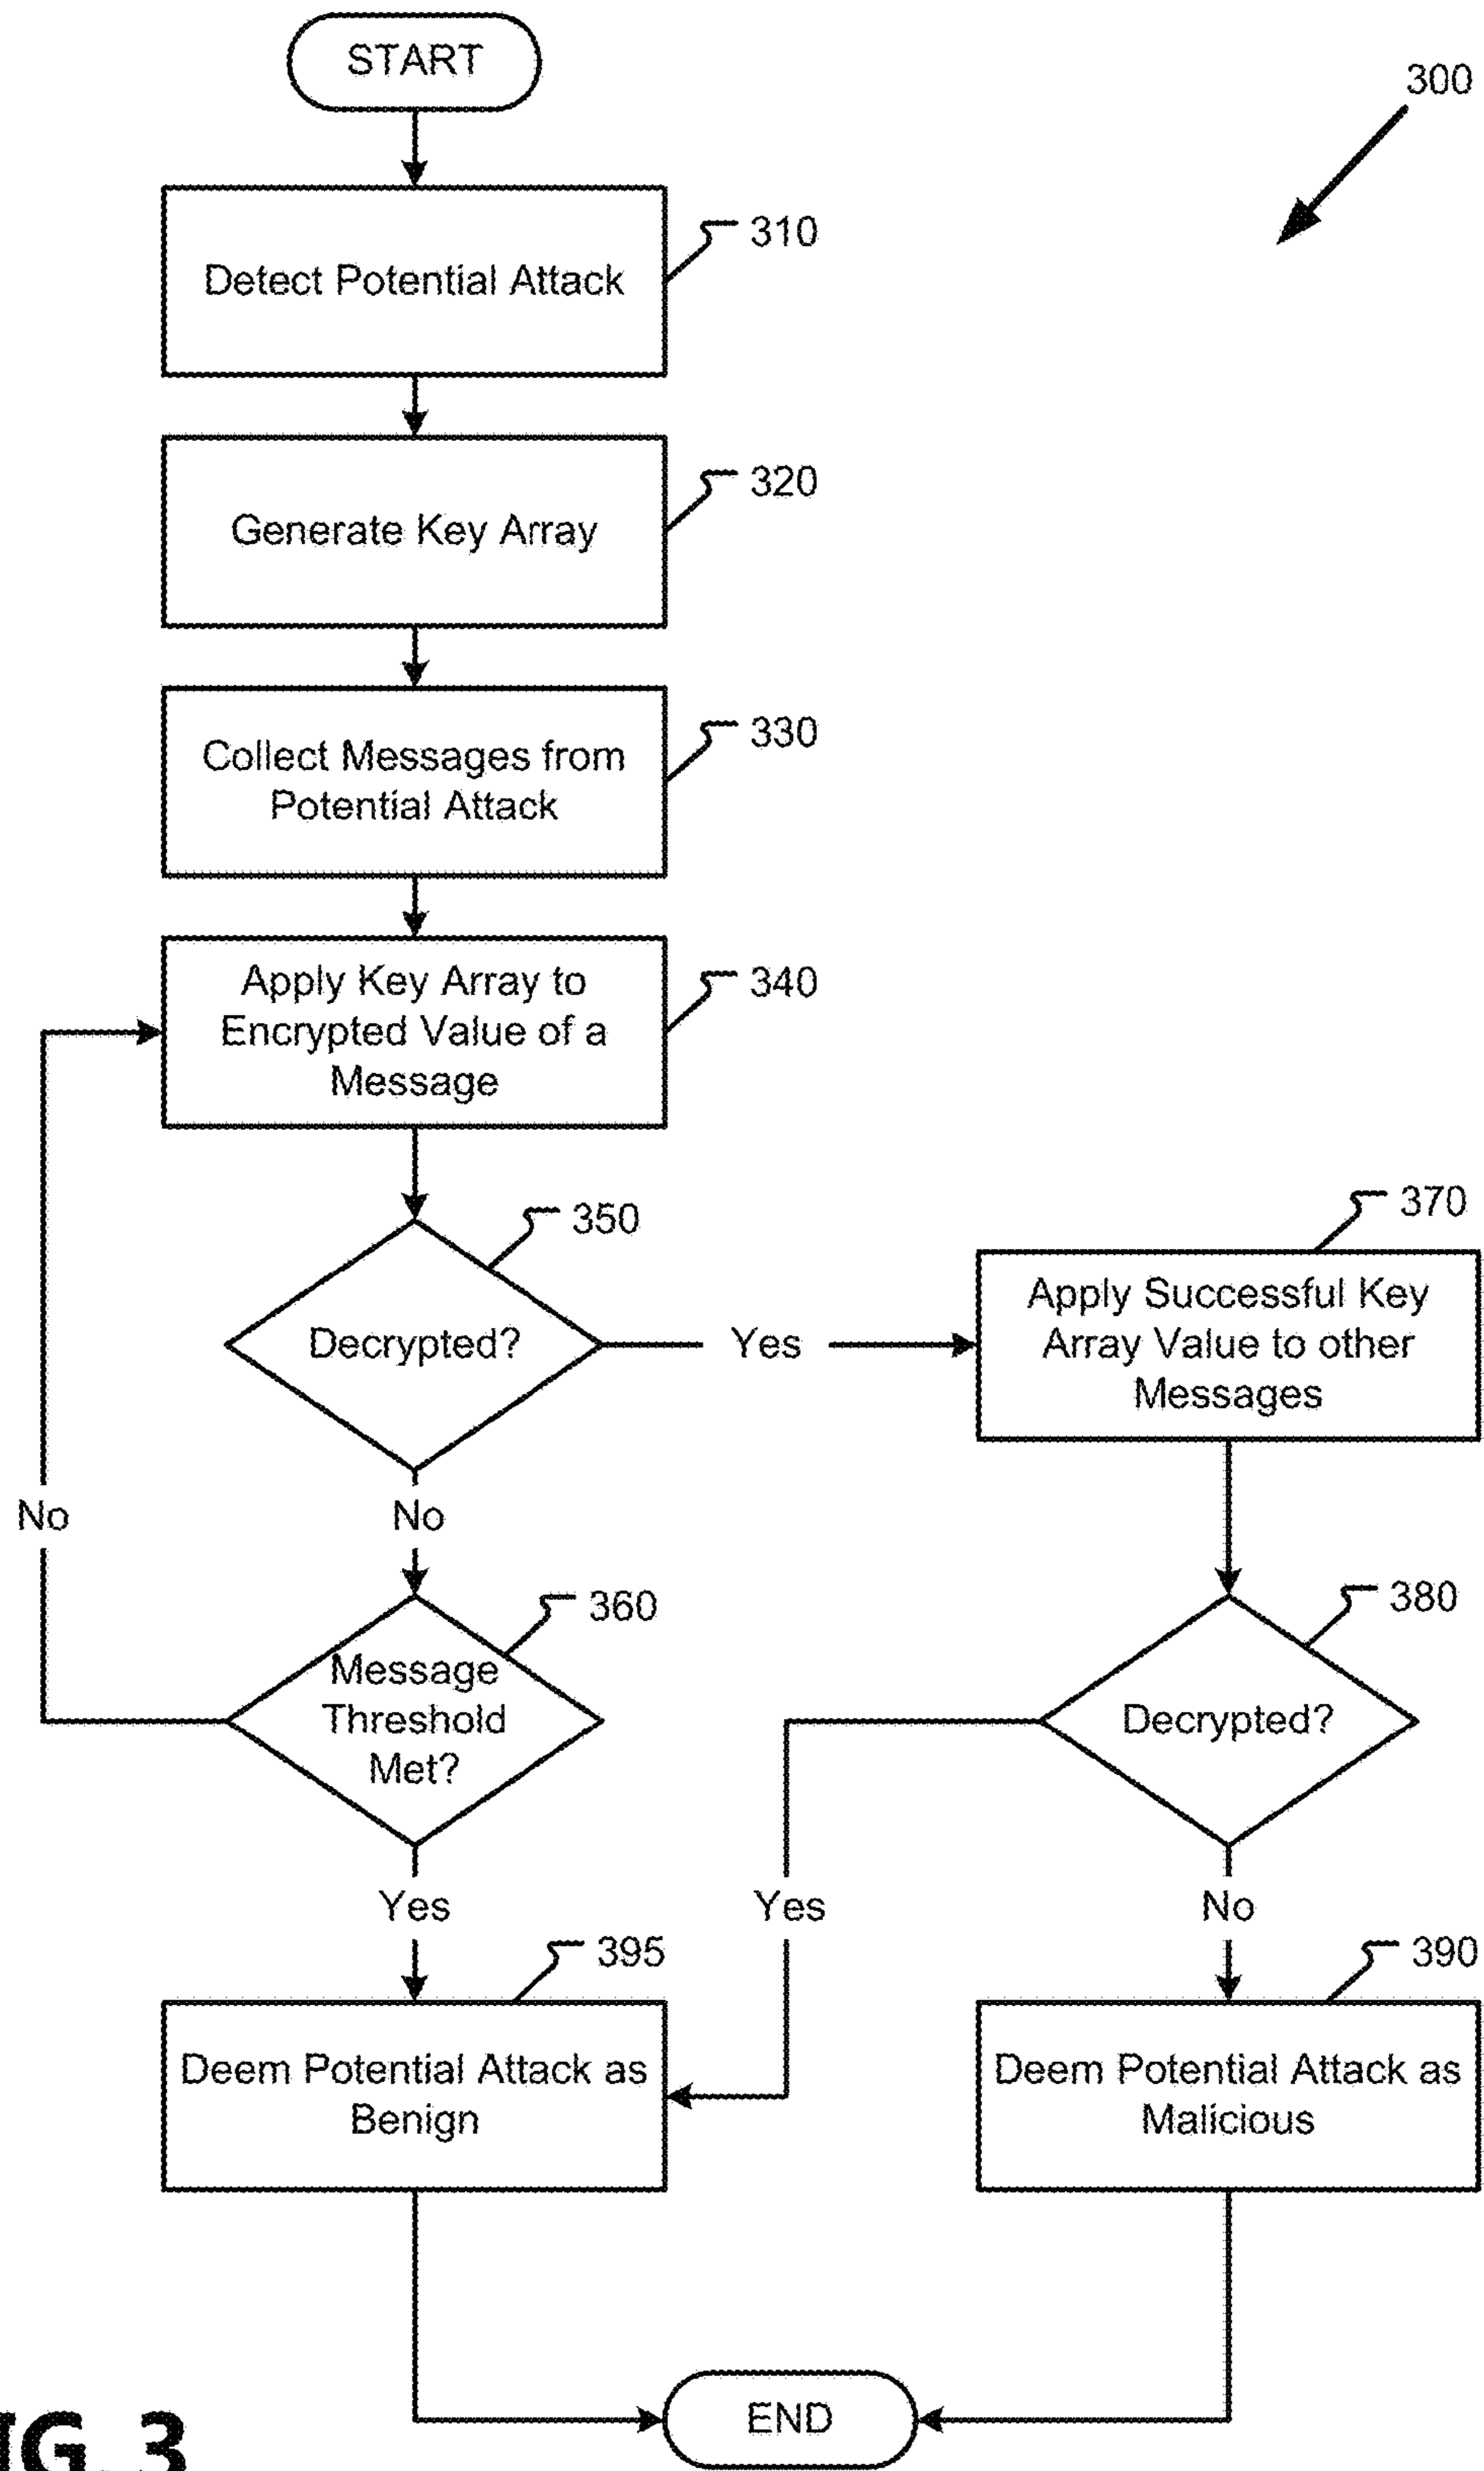 START
300
310
Detect Potential Attack
320
Generate Key Array
330
Collect Messages from
Potential Attack
340
Apply Key Array to
Encrypted Value of a
Message
350
Decrypted?
Yes
370
Apply Successful Key
Array Value to other
Messages
No
No
360
Message
Threshold
Met?
380
Decrypted?
Yes
Yes
No
395
Deem Potential Attack as
Benign
390
Deem Potential Attack as
Malicious
END
IG. 3